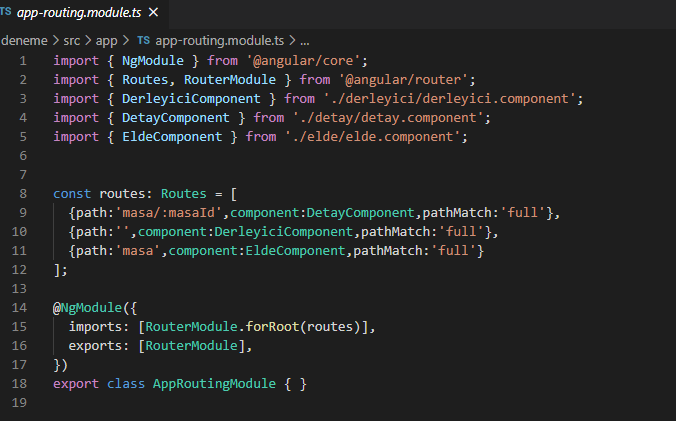 TS app-routing.module.ts ×
deneme > src > app > TS app-routing.module.ts > ...
1 import { NgModule } from '@angular/core';
2 import { Routes, RouterModule } from '@angular/router';
3 import { DerleyiciComponent } from './derleyici/derleyici.component';
4 import { DetayComponent } from './detay/detay.component';
5 import { EldeComponent } from './elde/elde.component';
6
7
8 const routes: Routes = [
9   {path:'masa/:masaId',component:DetayComponent,pathMatch:'full'},
10   {path:'',component:DerleyiciComponent,pathMatch:'full'},
11   {path:'masa',component:EldeComponent,pathMatch:'full'}
12 ];
13
14 @NgModule({
15   imports: [RouterModule.forRoot(routes)],
16   exports: [RouterModule],
17 })
18 export class AppRoutingModule { }
19